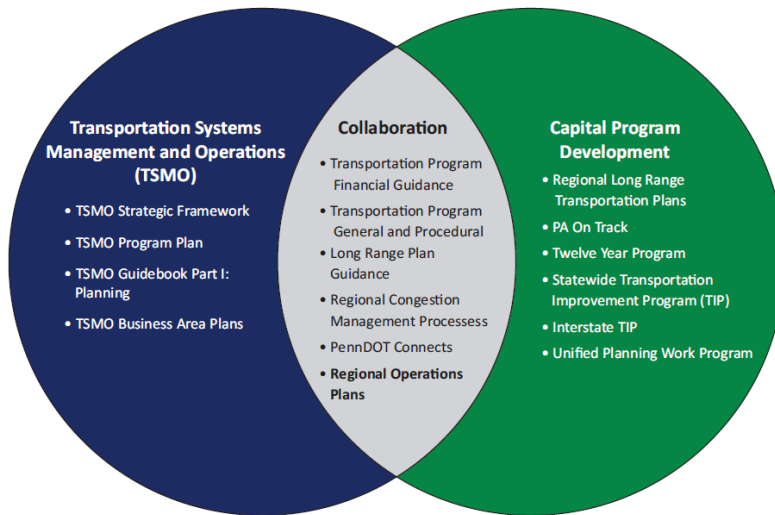 Transportation Systems
Management and Operations
(TSMO)
• TSMO Strategic Framework
• TSMO Program Plan
• TSMO Guidebook Part I:
Planning
• TSMO Business Area Plans
Collaboration
• Transportation Program
Financial Guidance
• Transportation Program
General and Procedural
• Long Range Plan
Guidance
• Regional Congestion
Management Processess
• PennDOT Connects
• Regional Operations
Plans
Capital Program
Development
• Regional Long Range
Transportation Plans
• PA On Track
• Twelve Year Program
• Statewide Transportation
Improvement Program (TIP)
• Interstate TIP
• Unified Planning Work Program